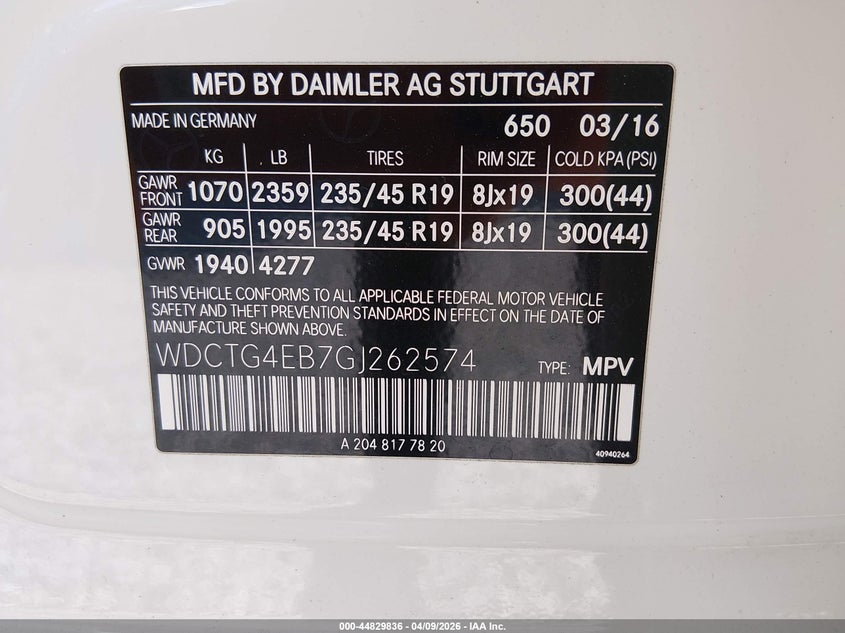 MFD BY DAIMLER AG STUTTGART
MADE IN GERMANY 650 03/16
KG LB TIRES RIM SIZE COLD KPA (PSI)
GAWR FRONT 1070 2359 235/45 R19 8Jx19 300(44)
GAWR REAR 905 1995 235/45 R19 8Jx19 300(44)
GVWR 1940 4277
THIS VEHICLE CONFORMS TO ALL APPLICABLE FEDERAL MOTOR VEHICLE
SAFETY AND THEFT PREVENTION STANDARDS IN EFFECT ON THE DATE OF
MANUFACTURE SHOWN ABOVE.
WDCTG4EB7GJ262574 TYPE: MPV
A 204 817 78 20
40940264
000-44829836 | 04/09/2026 - IAA Inc.